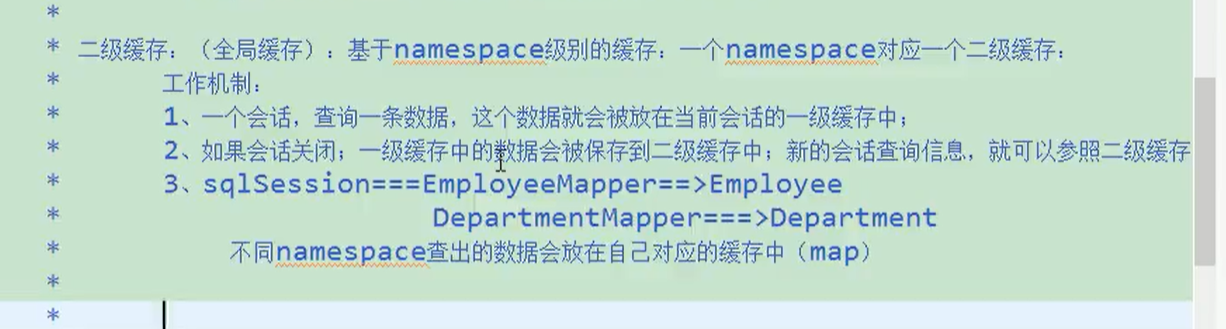 *
* 二级缓存：（全局缓存）：基于namespace级别的缓存：一个namespace对应一个二级缓存：
* 工作机制：
* 1、一个会话，查询一条数据，这个数据就会被放在当前会话的一级缓存中；
* 2、如果会话关闭；一级缓存中的数据会被保存到二级缓存中；新的会话查询信息，就可以参照二级缓存
* 3、sqlSession===EmployeeMapper==>Employee
* DepartmentMapper===>Department
* 不同namespace查出的数据会放在自己对应的缓存中（map）
*
*